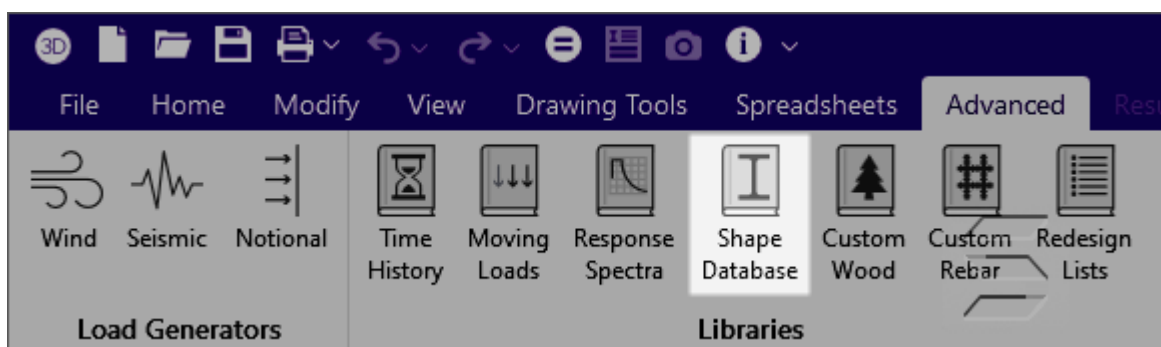 3D
File Home Modify View Drawing Tools Spreadsheets Advanced
Wind Seismic Notional Time Moving Response Shape Custom Custom Redesign
History Loads Spectra Database Wood Rebar Lists
Load Generators Libraries